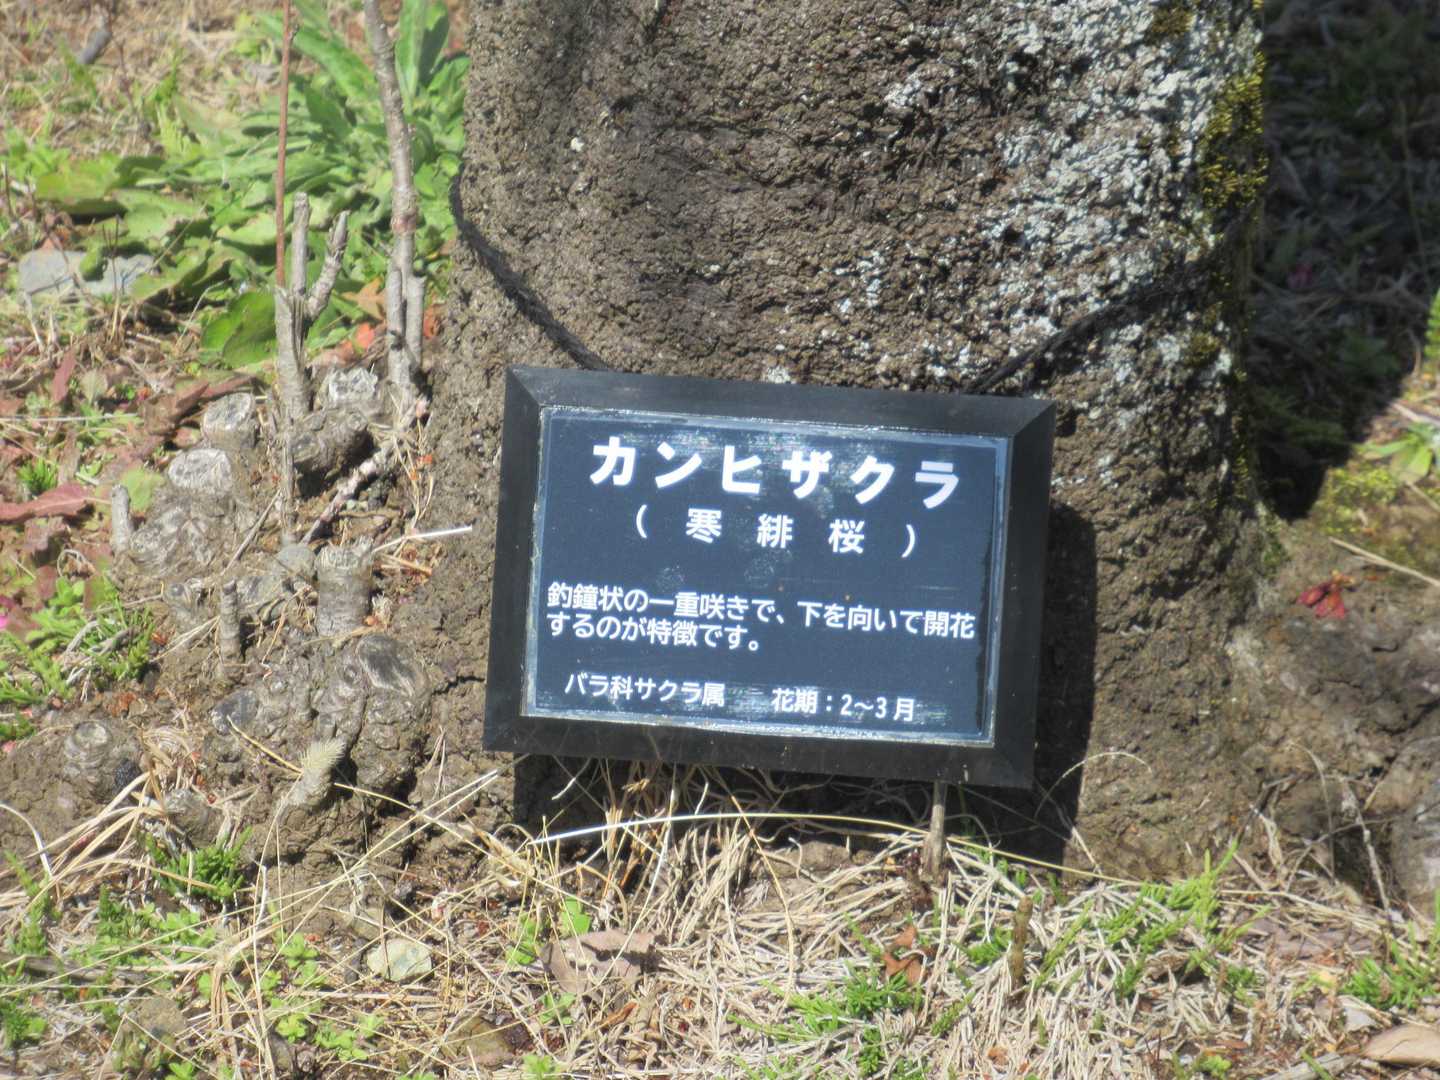 カンヒザクラ
（寒緋桜）
釣鐘状の一重咲きで、下を向いて開花
するのが特徴です。
バラ科サクラ属　花期：2～3月